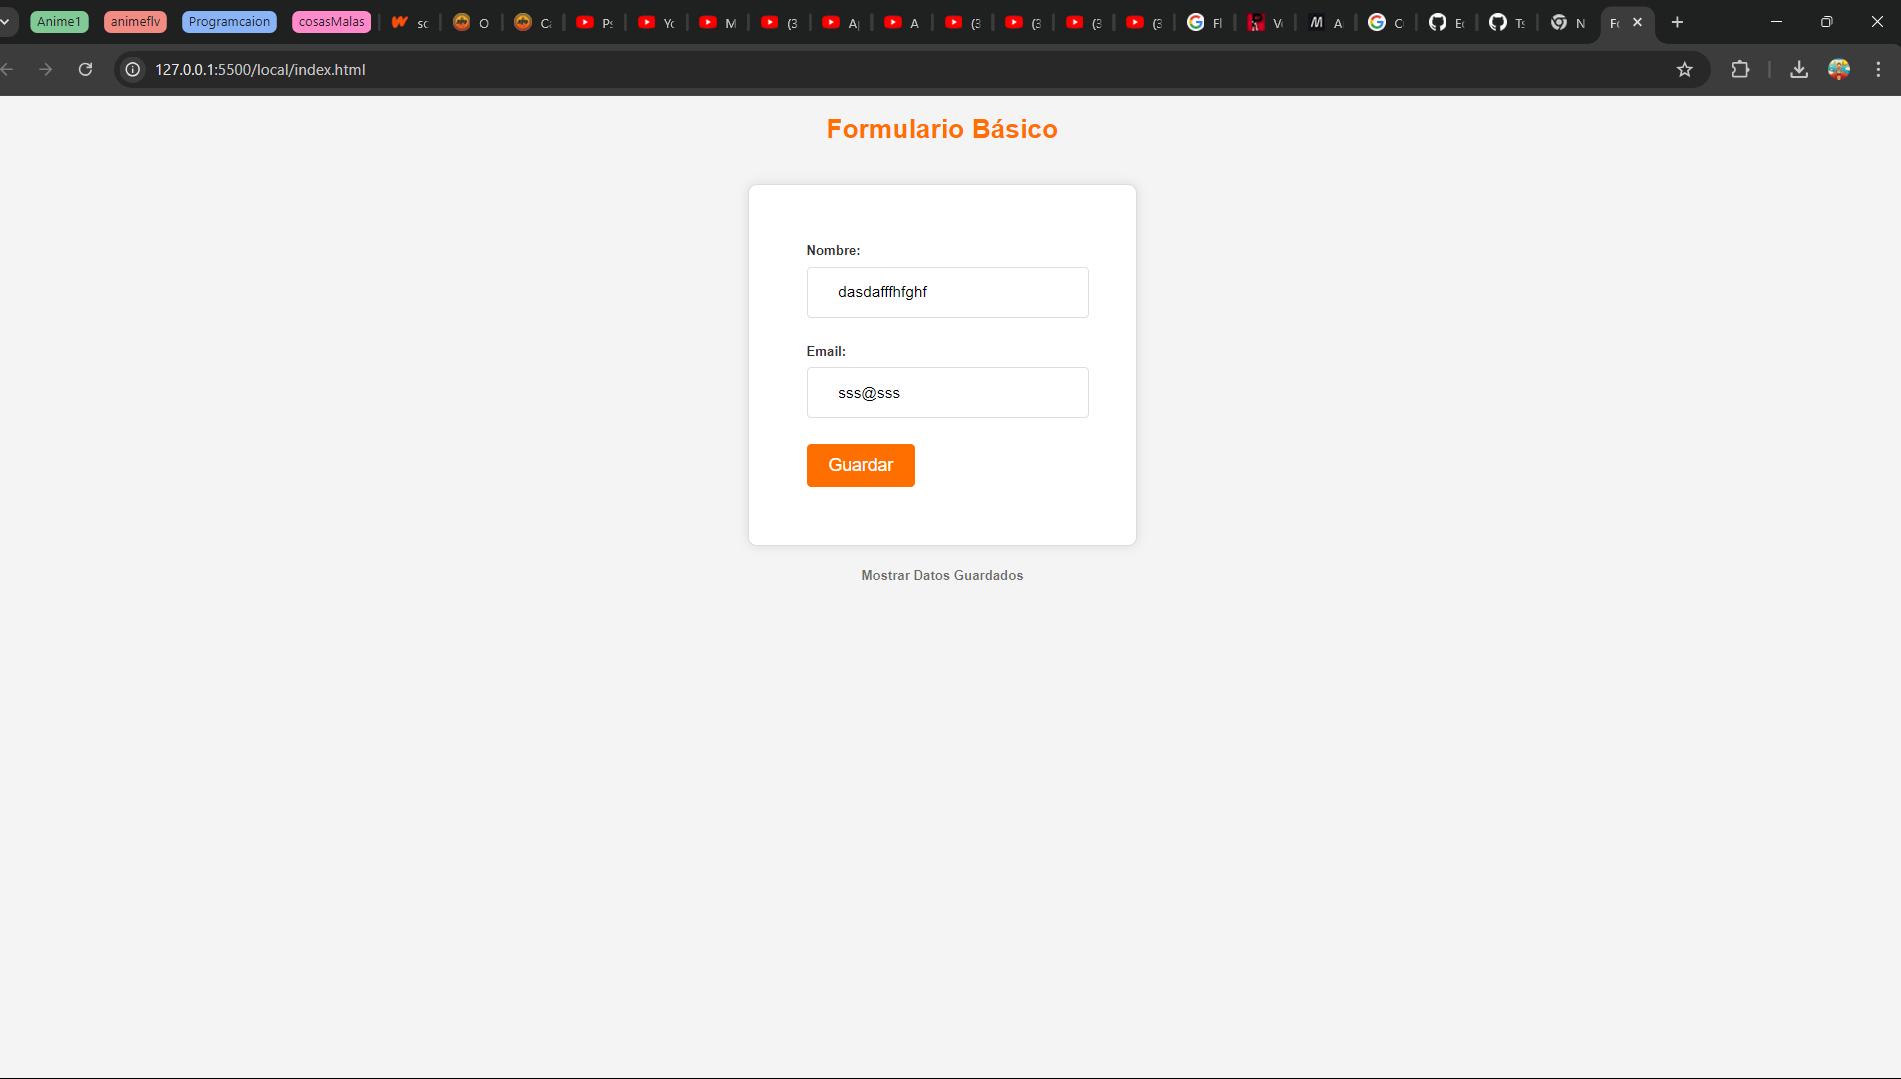 Anime1 animeflv Programcaion cosasMalas
127.0.0.1:5500/local/index.html
Formulario Básico
Nombre:
dasdafffhfghf
Email:
sss@sss
Guardar
Mostrar Datos Guardados